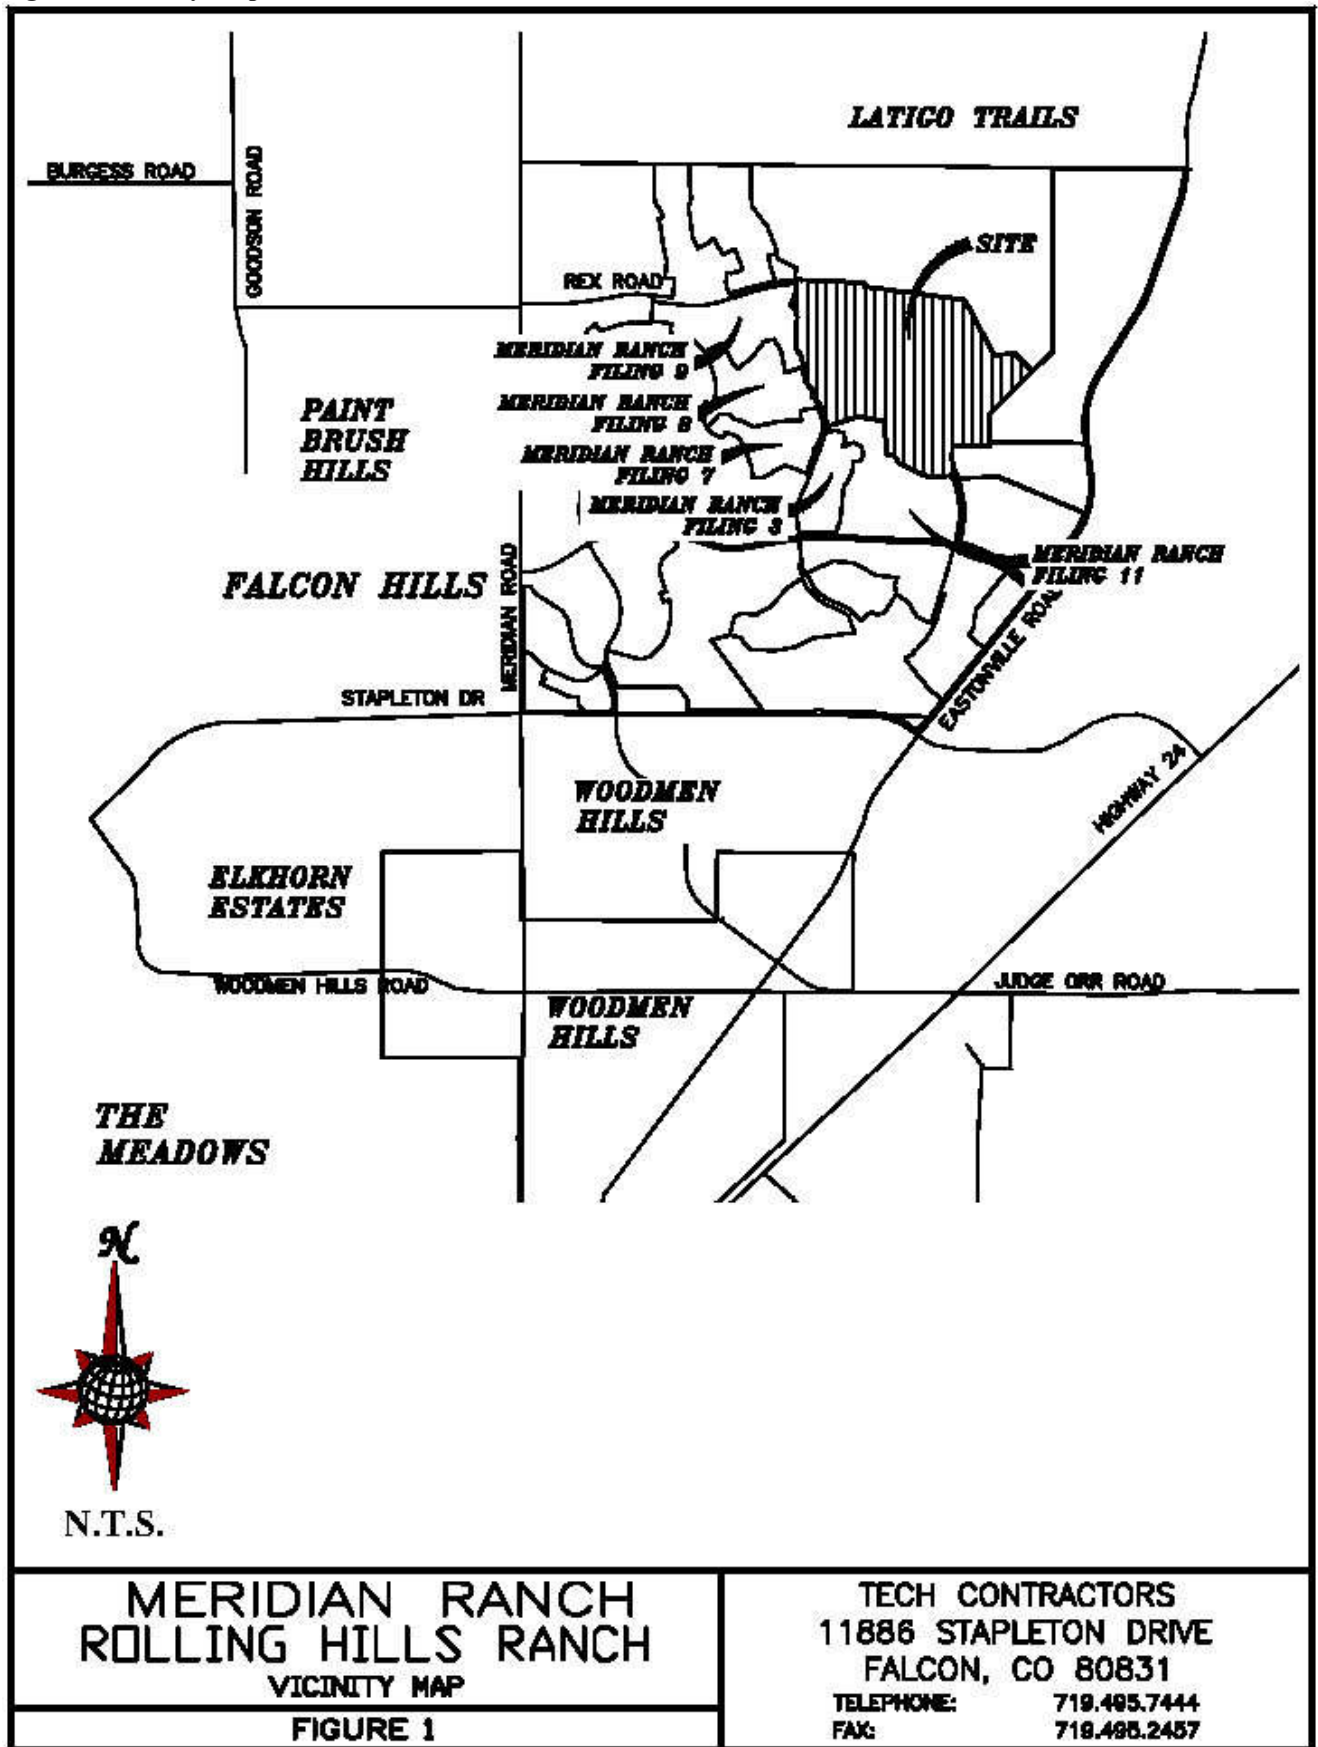 LATIGO TRAILS
BURGESS ROAD
GOODSON ROAD
SITE
REX ROAD
MERIDIAN RANCH
FILING 9
MERIDIAN RANCH
FILING 8
PAINT
BRUSH
HILLS
MERIDIAN RANCH
FILING 7
MERIDIAN RANCH
FILING 3
MERIDIAN RANCH
FILING 11
FALCON HILLS
MERIDIAN ROAD
EASTONVILLE ROAD
STAPLETON DR
HIGHWAY 24
WOODMEN
HILLS
ELKHORN
ESTATES
WOODMEN HILLS ROAD
JUDGE ORR ROAD
WOODMEN
HILLS
THE
MEADOWS
N
N.T.S.
MERIDIAN RANCH
ROLLING HILLS RANCH
VICINITY MAP
FIGURE 1
TECH CONTRACTORS
11886 STAPLETON DRIVE
FALCON, CO 80831
TELEPHONE: 719.495.7444
FAX: 719.495.2457